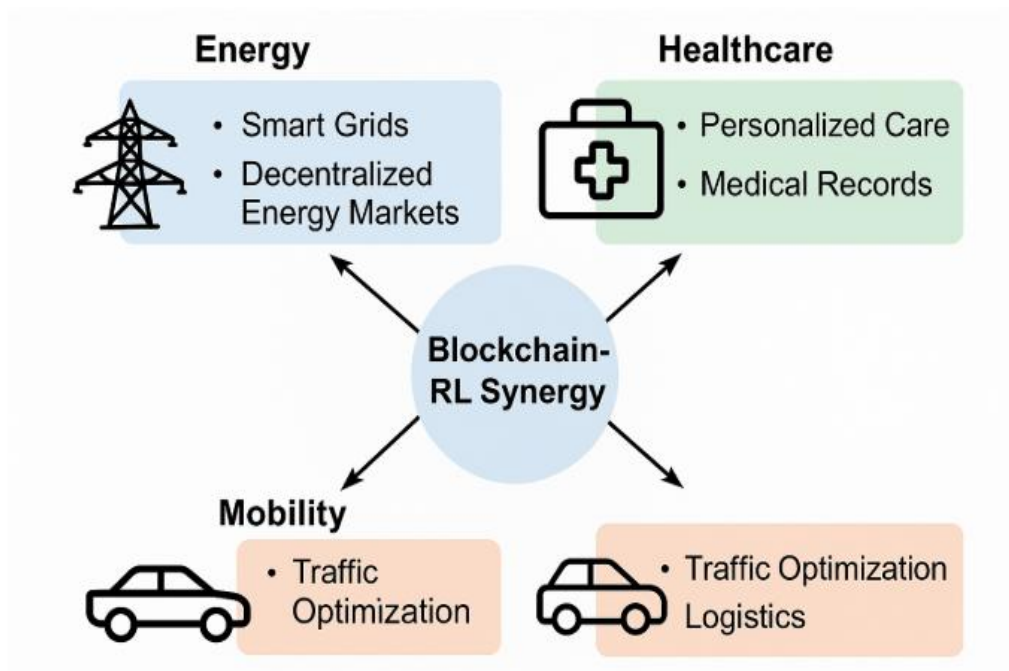 Energy
• Smart Grids
• Decentralized
Energy Markets
Healthcare
• Personalized Care
• Medical Records
Blockchain-
RL Synergy
Mobility
• Traffic
Optimization
• Traffic Optimization
Logistics